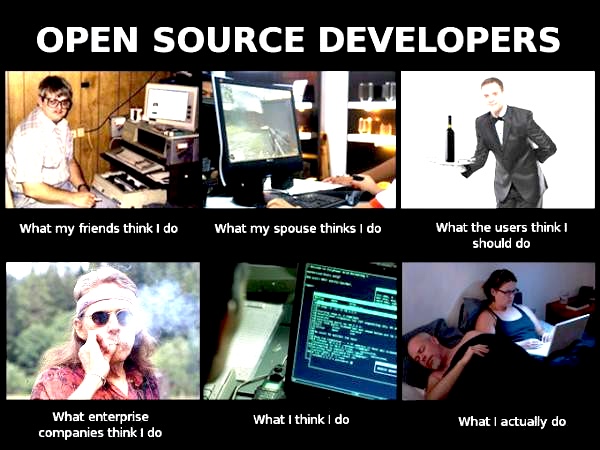 OPEN SOURCE DEVELOPERS
What my friends think I do
What my spouse thinks I do
What the users think I
should do
What enterprise
companies think I do
What I think I do
What I actually do